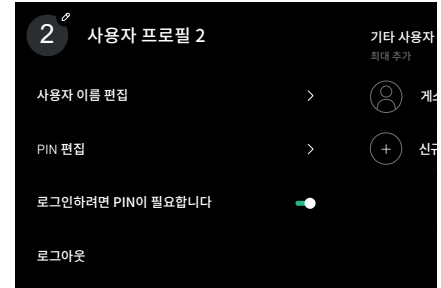 2 사용자 프로필 2
사용자 이름 편집
PIN 편집
로그인하려면 PIN이 필요합니다
로그아웃
기타 사용자
최대 추가